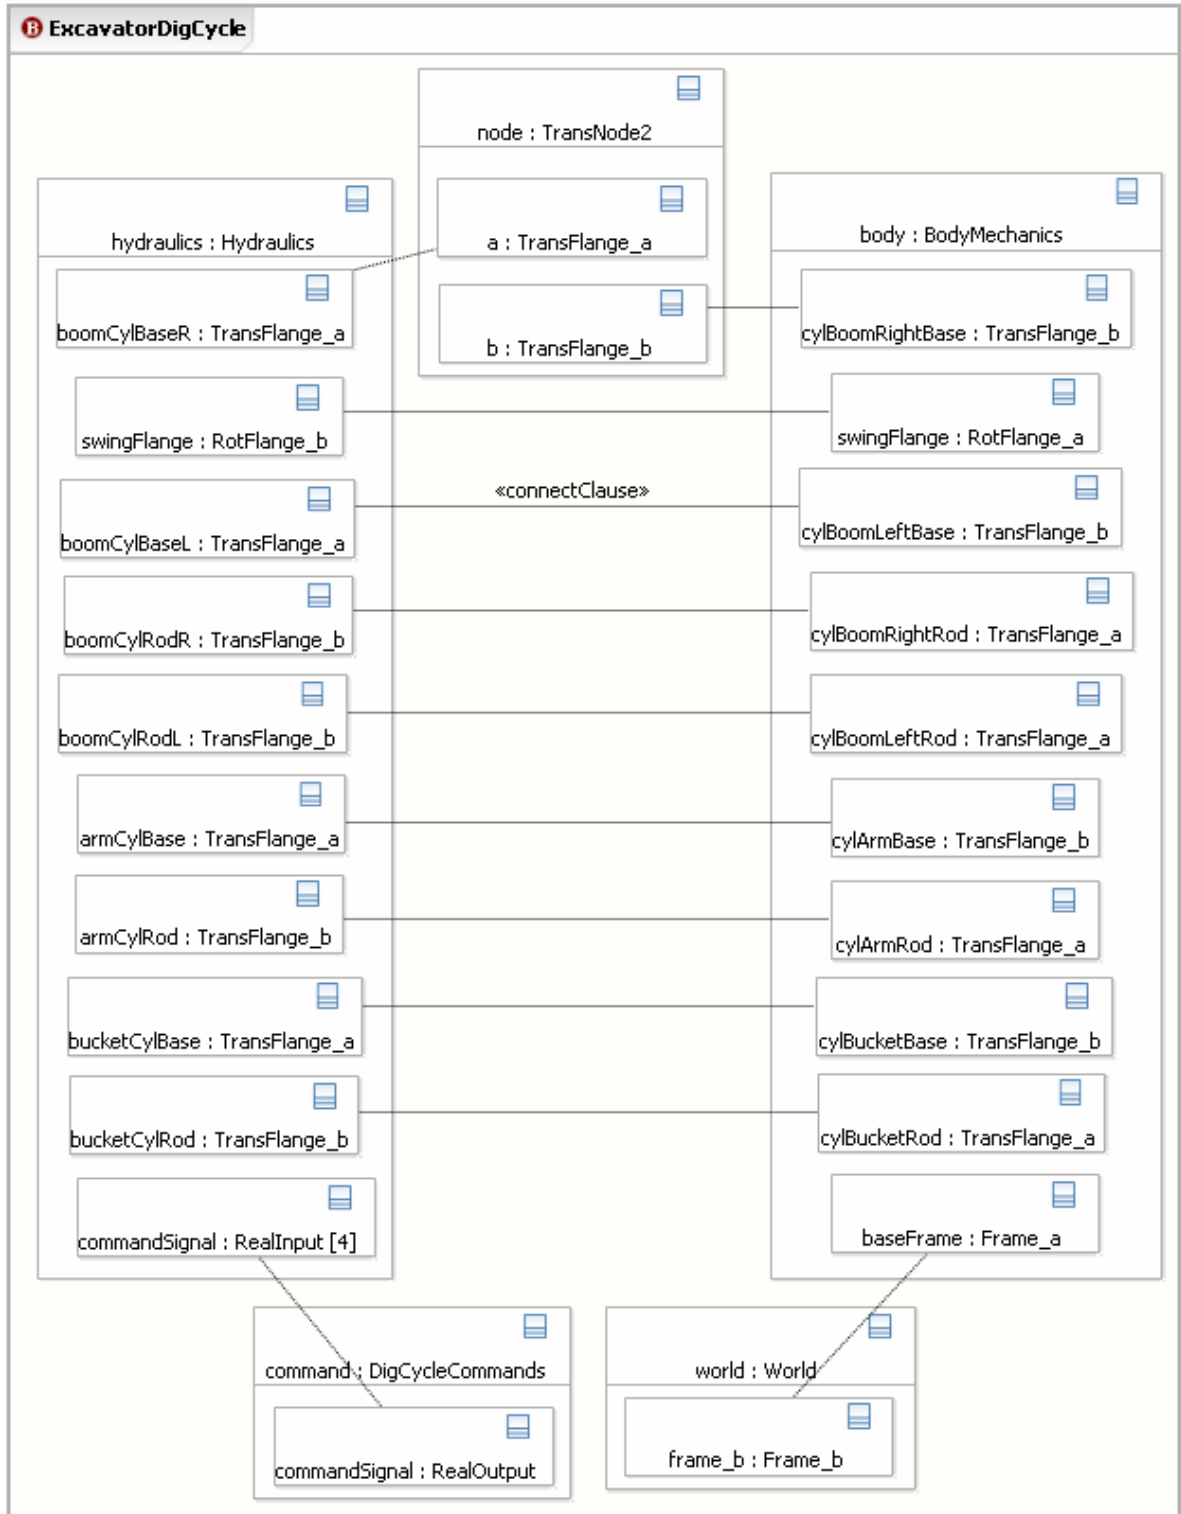 B ExcavatorDigCycle
node : TransNode2
a : TransFlange_a
b : TransFlange_b
hydraulics : Hydraulics
boomCylBaseR : TransFlange_a
swingFlange : RotFlange_b
boomCylBaseL : TransFlange_a
boomCylRodR : TransFlange_b
boomCylRodL : TransFlange_b
armCylBase : TransFlange_a
armCylRod : TransFlange_b
bucketCylBase : TransFlange_a
bucketCylRod : TransFlange_b
commandSignal : RealInput [4]
«connectClause»
body : BodyMechanics
cylBoomRightBase : TransFlange_b
swingFlange : RotFlange_a
cylBoomLeftBase : TransFlange_b
cylBoomRightRod : TransFlange_a
cylBoomLeftRod : TransFlange_a
cylArmBase : TransFlange_b
cylArmRod : TransFlange_a
cylBucketBase : TransFlange_b
cylBucketRod : TransFlange_a
baseFrame : Frame_a
command : DigCycleCommands
commandSignal : RealOutput
world : World
frame_b : Frame_b